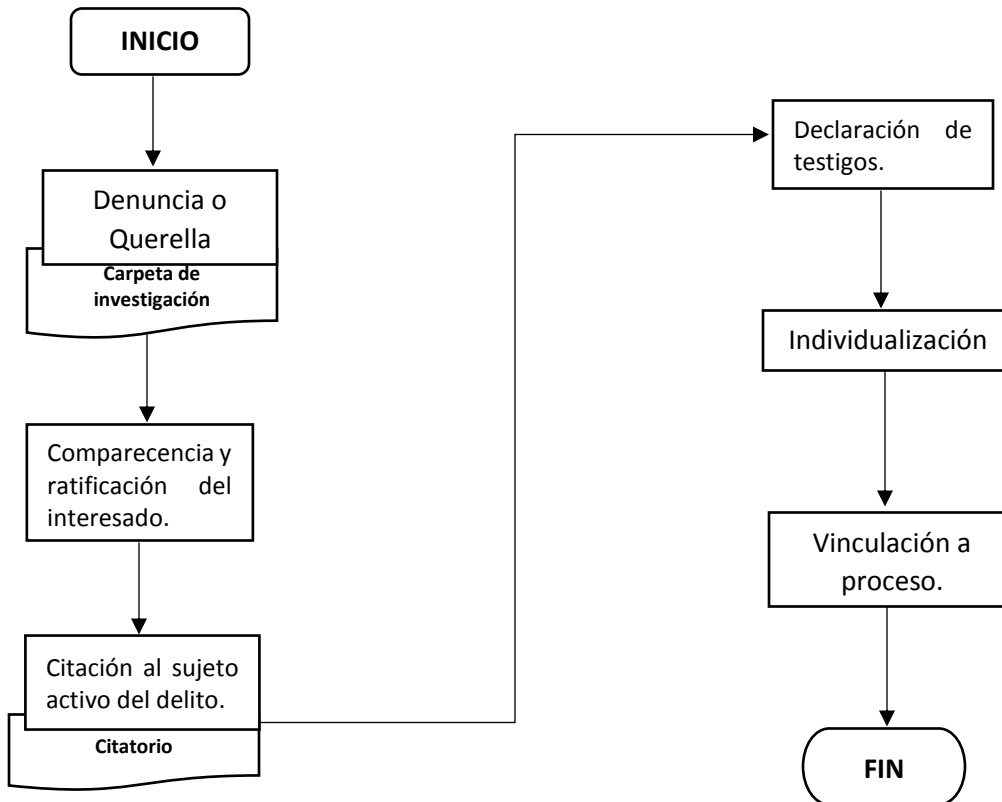 INICIO
Denuncia o
Querella
Carpeta de
investigación
Comparecencia y
ratificación del
interesado.
Citación al sujeto
activo del delito.
Citatorio
Declaración de
testigos.
Individualización
Vinculación a
proceso.
FIN